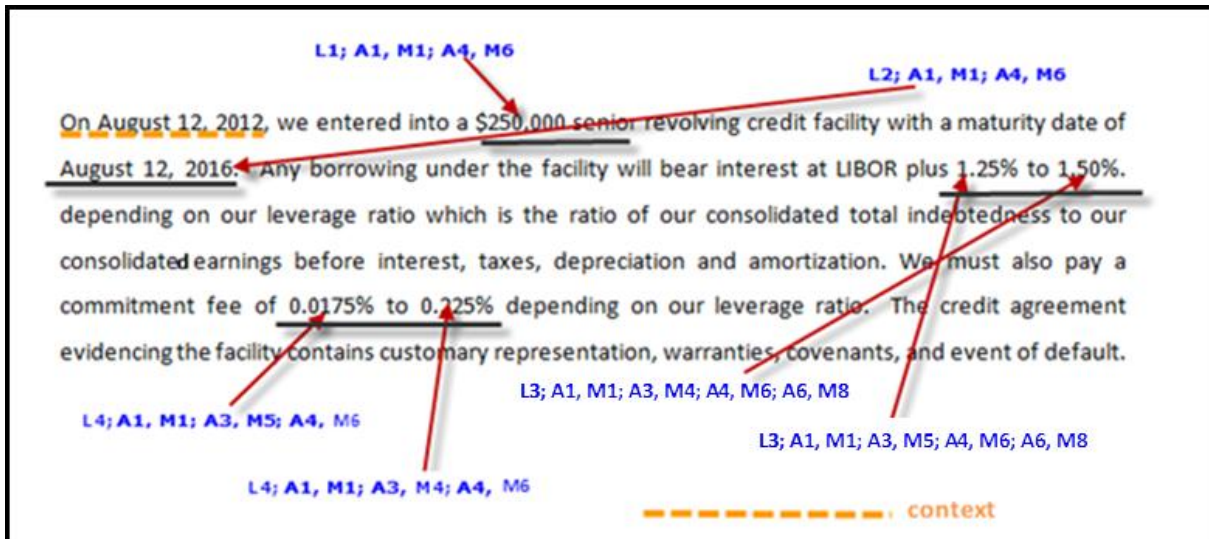 L1; A1, M1; A4, M6
L2; A1, M1; A4, M6
On August 12, 2012, we entered into a $250,000 senior revolving credit facility with a maturity date of
August 12, 2016. Any borrowing under the facility will bear interest at LIBOR plus 1.25% to 1.50%.
depending on our leverage ratio which is the ratio of our consolidated total indebtedness to our
consolidated earnings before interest, taxes, depreciation and amortization. We must also pay a
commitment fee of 0.0175% to 0.225% depending on our leverage ratio. The credit agreement
evidencing the facility contains customary representation, warranties, covenants, and event of default.
L3; A1, M1; A3, M4; A4, M6; A6, M8
L4; A1, M1; A3, M5; A4, M6
L3; A1, M1; A3, M5; A4, M6; A6, M8
L4; A1, M1; A3, M4; A4, M6
context